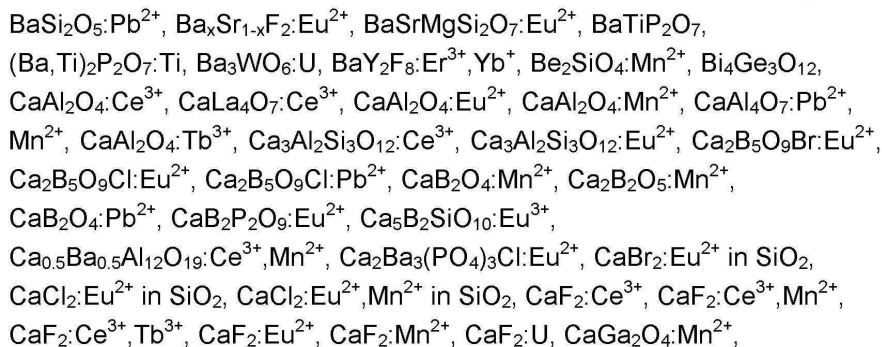 BaSi₂O₅:Pb²⁺, BaₓSr₁₋ₓF₂:Eu²⁺, BaSrMgSi₂O₇:Eu²⁺, BaTiP₂O₇,
(Ba,Ti)₂P₂O₇:Ti, Ba₃WO₆:U, BaY₂F₈:Er³⁺,Yb⁺, Be₂SiO₄:Mn²⁺, Bi₄Ge₃O₁₂,
CaAl₂O₄:Ce³⁺, CaLa₄O₇:Ce³⁺, CaAl₂O₄:Eu²⁺, CaAl₂O₄:Mn²⁺, CaAl₄O₇:Pb²⁺,
Mn²⁺, CaAl₂O₄:Tb³⁺, Ca₃Al₂Si₃O₁₂:Ce³⁺, Ca₃Al₂Si₃O₁₂:Eu²⁺, Ca₂B₅O₉Br:Eu²⁺,
Ca₂B₅O₉Cl:Eu²⁺, Ca₂B₅O₉Cl:Pb²⁺, CaB₂O₄:Mn²⁺, Ca₂B₂O₅:Mn²⁺,
CaB₂O₄:Pb²⁺, CaB₂P₂O₉:Eu²⁺, Ca₅B₂SiO₁₀:Eu³⁺,
Ca₀.₅Ba₀.₅Al₁₂O₁₉:Ce³⁺,Mn²⁺, Ca₂Ba₃(PO₄)₃Cl:Eu²⁺, CaBr₂:Eu²⁺ in SiO₂,
CaCl₂:Eu²⁺ in SiO₂, CaCl₂:Eu²⁺,Mn²⁺ in SiO₂, CaF₂:Ce³⁺, CaF₂:Ce³⁺,Mn²⁺,
CaF₂:Ce³⁺,Tb³⁺, CaF₂:Eu²⁺, CaF₂:Mn²⁺, CaF₂:U, CaGa₂O₄:Mn²⁺,